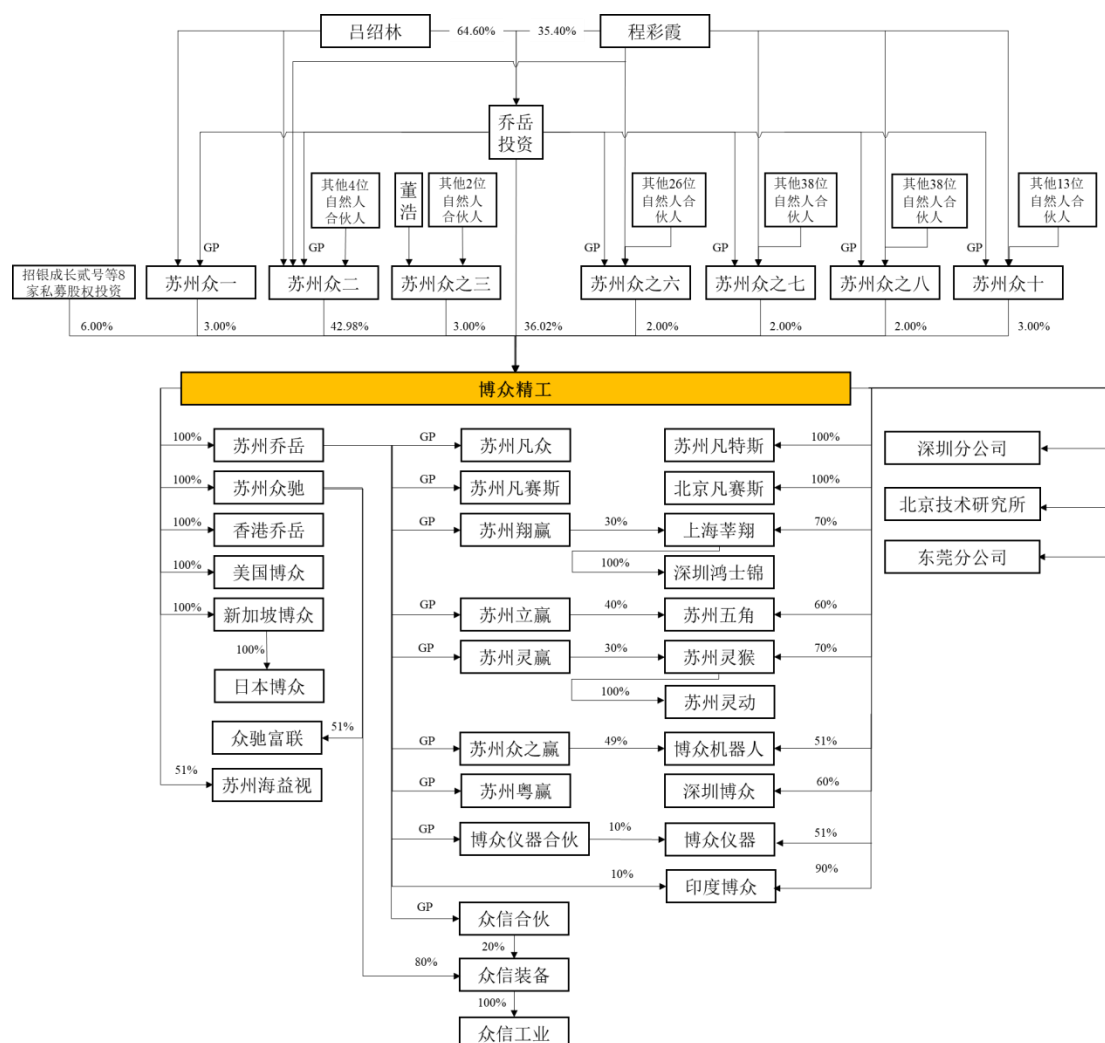 吕绍林
64.60%
35.40%
程彩霞
乔岳
投资
其他4位
自然人
合伙人
董
浩
其他2位
自然人
合伙人
其他26位
自然人合
伙人
其他38位
自然人合
伙人
其他38位
自然人合
伙人
其他13位
自然人合
伙人
GP
GP
GP
GP
GP
GP
招银成长贰号等8
家私募股权投资
苏州众一
苏州众二
苏州众之三
苏州众之六
苏州众之七
苏州众之八
苏州众十
6.00%
3.00%
42.98%
3.00%
36.02%
2.00%
2.00%
2.00%
3.00%
博众精工
100%
苏州乔岳
GP
苏州凡众
苏州凡特斯
100%
深圳分公司
100%
苏州众驰
GP
苏州凡赛斯
北京凡赛斯
100%
北京技术研究所
100%
香港乔岳
GP
苏州翔赢
30%
上海莘翔
70%
东莞分公司
100%
美国博众
100%
深圳鸿士锦
100%
新加坡博众
GP
苏州立赢
40%
苏州五角
60%
100%
GP
苏州灵赢
30%
苏州灵猴
70%
日本博众
100%
苏州灵动
众驰富联
51%
GP
苏州众之赢
49%
博众机器人
51%
51%
苏州海益视
GP
苏州粤赢
深圳博众
60%
GP
博众仪器合伙
10%
博众仪器
51%
10%
印度博众
90%
GP
众信合伙
20%
80%
众信装备
100%
众信工业